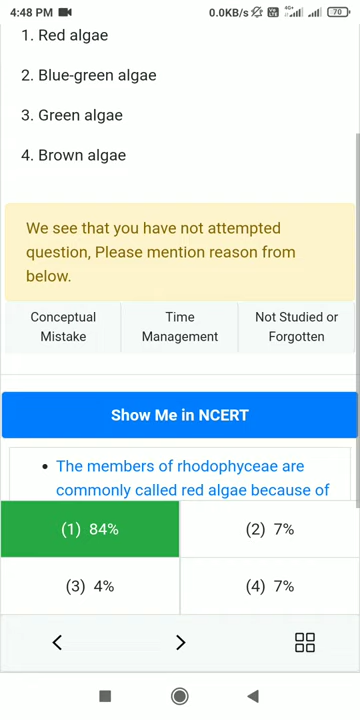 4:48 PM 0.0KB/s 4G+ 70
1. Red algae
2. Blue-green algae
3. Green algae
4. Brown algae
We see that you have not attempted
question, Please mention reason from
below.
Conceptual
Mistake
Time
Management
Not Studied or
Forgotten
Show Me in NCERT
• The members of rhodophyceae are
commonly called red algae because of
(1) 84%
(2) 7%
(3) 4%
(4) 7%